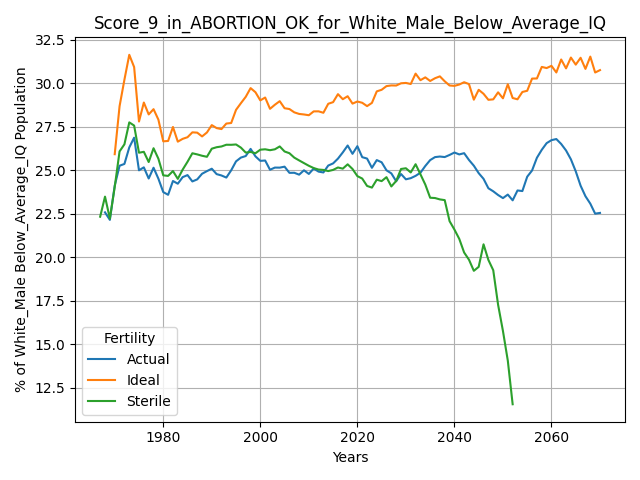 Score_9_in_ABORTION_OK_for_White_Male_Below_Average_IQ
% of White_Male Below_Average_IQ Population
32.5
30.0
27.5
25.0
22.5
20.0
17.5
15.0
12.5
Fertility
Actual
Ideal
Sterile
1980
2000
2020
2040
2060
Years